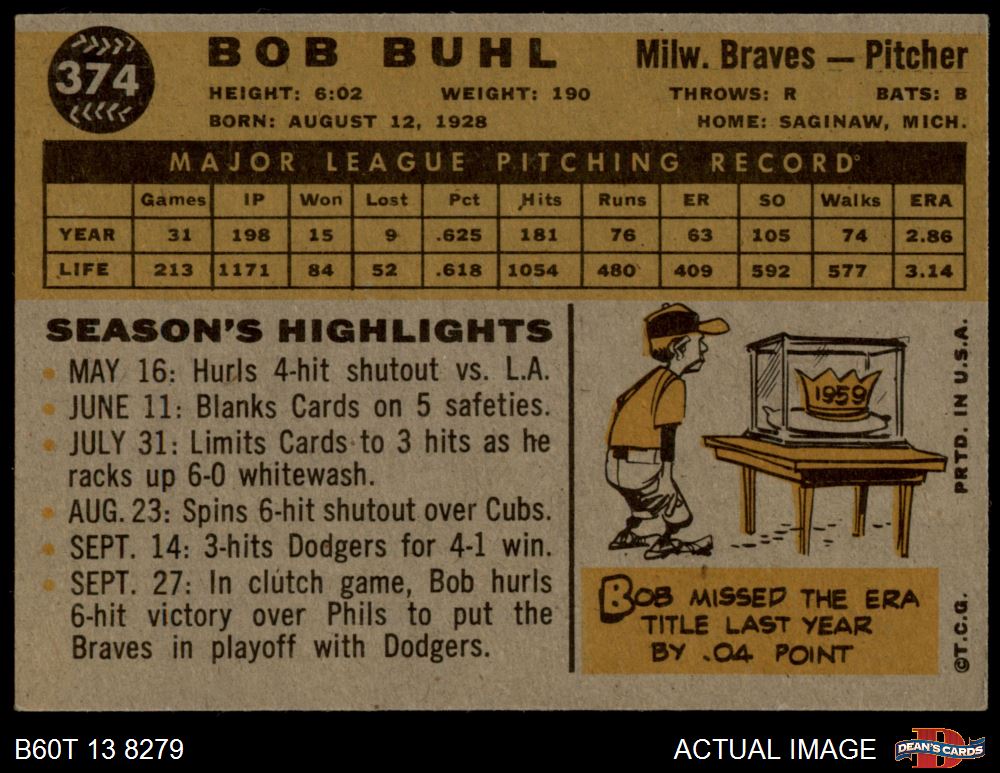 374
BOB BUHL
Milw. Braves — Pitcher
HEIGHT: 6:02 WEIGHT: 190 THROWS: R BATS: B
BORN: AUGUST 12, 1928 HOME: SAGINAW, MICH.
MAJOR LEAGUE PITCHING RECORD
Games IP Won Lost Pct Hits Runs ER SO Walks ERA
YEAR 31 198 15 9 .625 181 76 63 105 74 2.86
LIFE 213 1171 84 52 .618 1054 480 409 592 577 3.14
SEASON'S HIGHLIGHTS
• MAY 16: Hurls 4-hit shutout vs. L.A.
• JUNE 11: Blanks Cards on 5 safeties.
• JULY 31: Limits Cards to 3 hits as he
racks up 6-0 whitewash.
• AUG. 23: Spins 6-hit shutout over Cubs.
• SEPT. 14: 3-hits Dodgers for 4-1 win.
• SEPT. 27: In clutch game, Bob hurls
6-hit victory over Phils to put the
Braves in playoff with Dodgers.
1959
BOB MISSED THE ERA
TITLE LAST YEAR
BY .04 POINT
©T.C.G. PRTD. IN U.S.A.
B60T 13 8279
ACTUAL IMAGE
D
DEAN'S CARDS